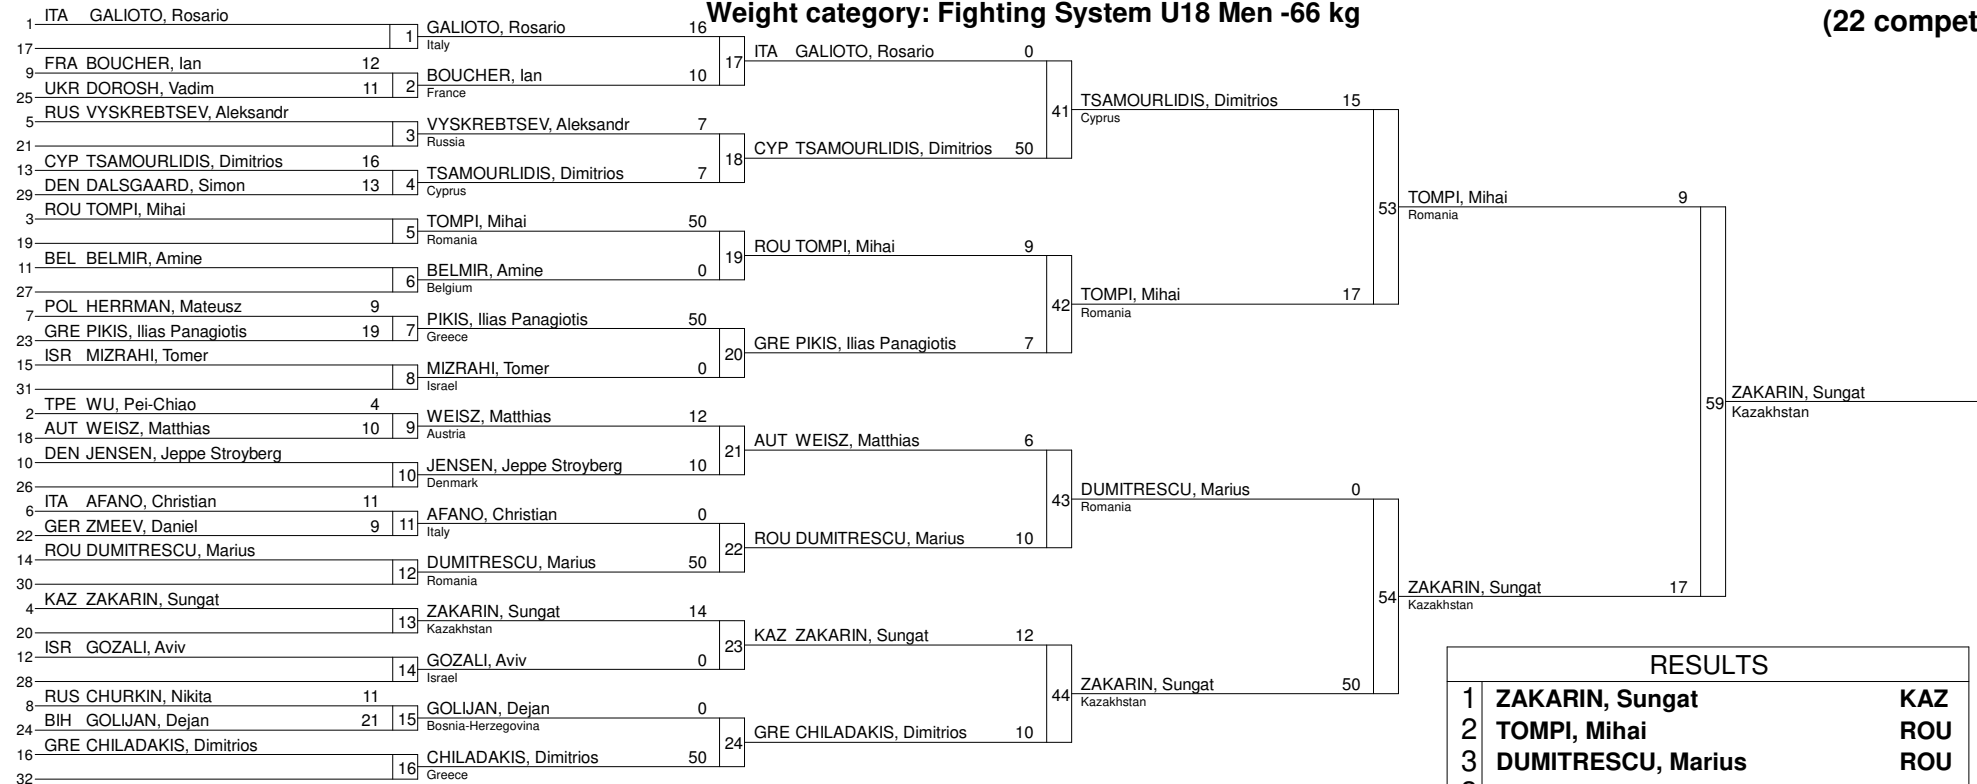 Weight category: Fighting System U18 Men -66 kg
(22 compet
1 ITA GALIOTO, Rosario
17
1 GALIOTO, Rosario 16
Italy
9 FRA BOUCHER, Ian 12
25 UKR DOROSH, Vadim 11
2 BOUCHER, Ian 10
France
5 RUS VYSKREBTSEV, Aleksandr
21
3 VYSKREBTSEV, Aleksandr 7
Russia
13 CYP TSAMOURLIDIS, Dimitrios 16
29 DEN DALSGAARD, Simon 13
4 TSAMOURLIDIS, Dimitrios 7
Cyprus
3 ROU TOMPI, Mihai
19
5 TOMPI, Mihai 50
Romania
11 BEL BELMIR, Amine
27
6 BELMIR, Amine 0
Belgium
7 POL HERRMAN, Mateusz 9
23 GRE PIKIS, Ilias Panagiotis 19
7 PIKIS, Ilias Panagiotis 50
Greece
15 ISR MIZRAHI, Tomer
31
8 MIZRAHI, Tomer 0
Israel
2 TPE WU, Pei-Chiao 4
18 AUT WEISZ, Matthias 10
9 WEISZ, Matthias 12
Austria
10 DEN JENSEN, Jeppe Stroyberg
26
10 JENSEN, Jeppe Stroyberg 10
Denmark
6 ITA AFANO, Christian 11
22 GER ZMEEV, Daniel 9
11 AFANO, Christian 0
Italy
14 ROU DUMITRESCU, Marius
30
12 DUMITRESCU, Marius 50
Romania
4 KAZ ZAKARIN, Sungat
20
13 ZAKARIN, Sungat 14
Kazakhstan
12 ISR GOZALI, Aviv
28
14 GOZALI, Aviv 0
Israel
8 RUS CHURKIN, Nikita 11
24 BIH GOLIJAN, Dejan 21
15 GOLIJAN, Dejan 0
Bosnia-Herzegovina
16 GRE CHILADAKIS, Dimitrios
32
16 CHILADAKIS, Dimitrios 50
Greece
17 ITA GALIOTO, Rosario 0
18 CYP TSAMOURLIDIS, Dimitrios 50
19 ROU TOMPI, Mihai 9
20 GRE PIKIS, Ilias Panagiotis 7
21 AUT WEISZ, Matthias 6
22 ROU DUMITRESCU, Marius 10
23 KAZ ZAKARIN, Sungat 12
24 GRE CHILADAKIS, Dimitrios 10
41 TSAMOURLIDIS, Dimitrios 15
Cyprus
42 TOMPI, Mihai 17
Romania
43 DUMITRESCU, Marius 0
Romania
44 ZAKARIN, Sungat 50
Kazakhstan
53 TOMPI, Mihai 9
Romania
54 ZAKARIN, Sungat 17
Kazakhstan
59 ZAKARIN, Sungat
Kazakhstan
RESULTS
1 ZAKARIN, Sungat KAZ
2 TOMPI, Mihai ROU
3 DUMITRESCU, Marius ROU